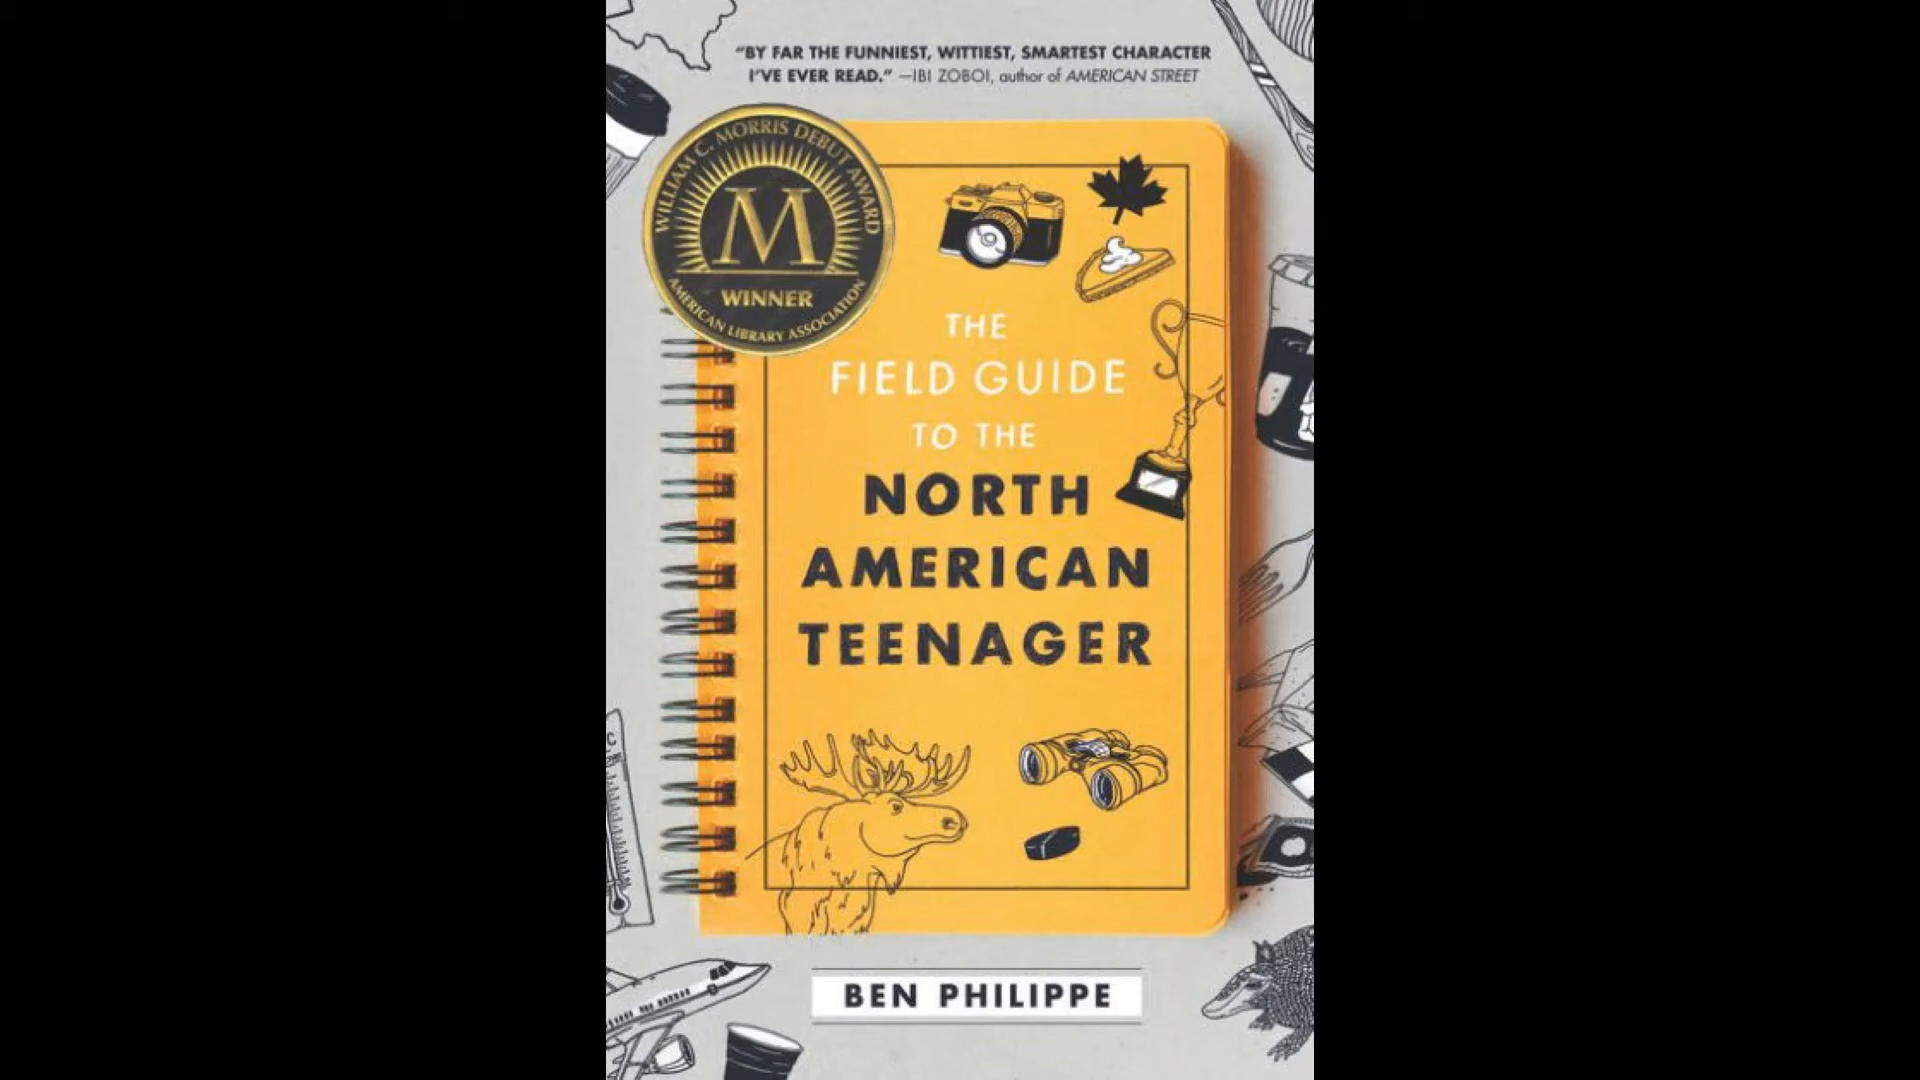 “BY FAR THE FUNNIEST, WITTIEST, SMARTEST CHARACTER
I’VE EVER READ.” —IBI ZOBOI, author of AMERICAN STREET
WILLIAM C. MORRIS DEBUT AWARD
M
WINNER
AMERICAN LIBRARY ASSOCIATION
THE
FIELD GUIDE
TO THE
NORTH
AMERICAN
TEENAGER
BEN PHILIPPE